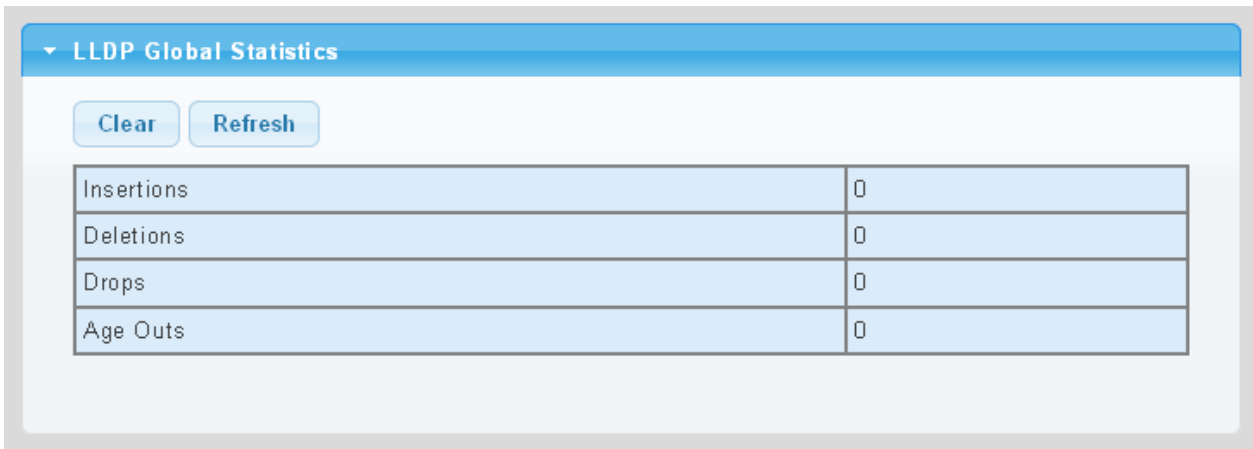 LLDP Global Statistics
Clear Refresh
Insertions 0
Deletions 0
Drops 0
Age Outs 0